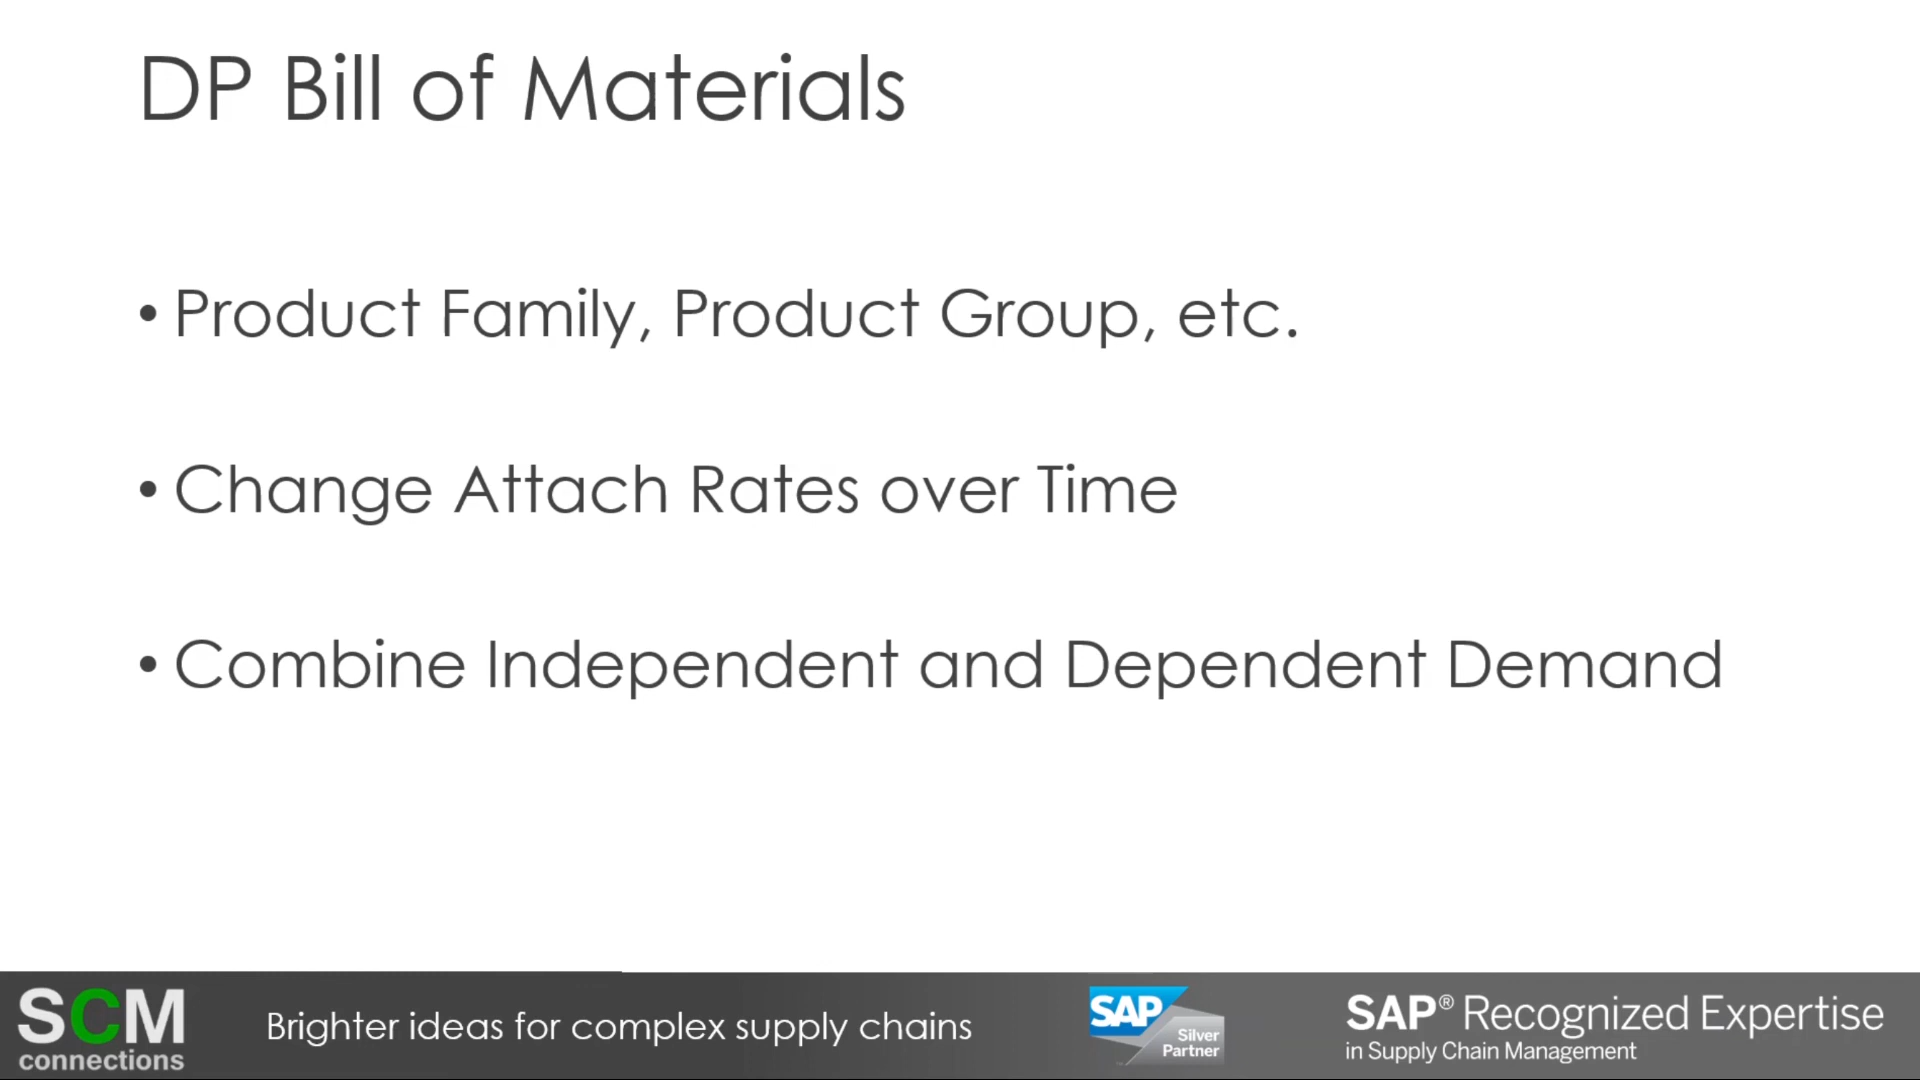 DP Bill of Materials
• Product Family, Product Group, etc.
• Change Attach Rates over Time
• Combine Independent and Dependent Demand
SCM
connections
Brighter ideas for complex supply chains
SAP
Silver
Partner
SAP® Recognized Expertise
in Supply Chain Management